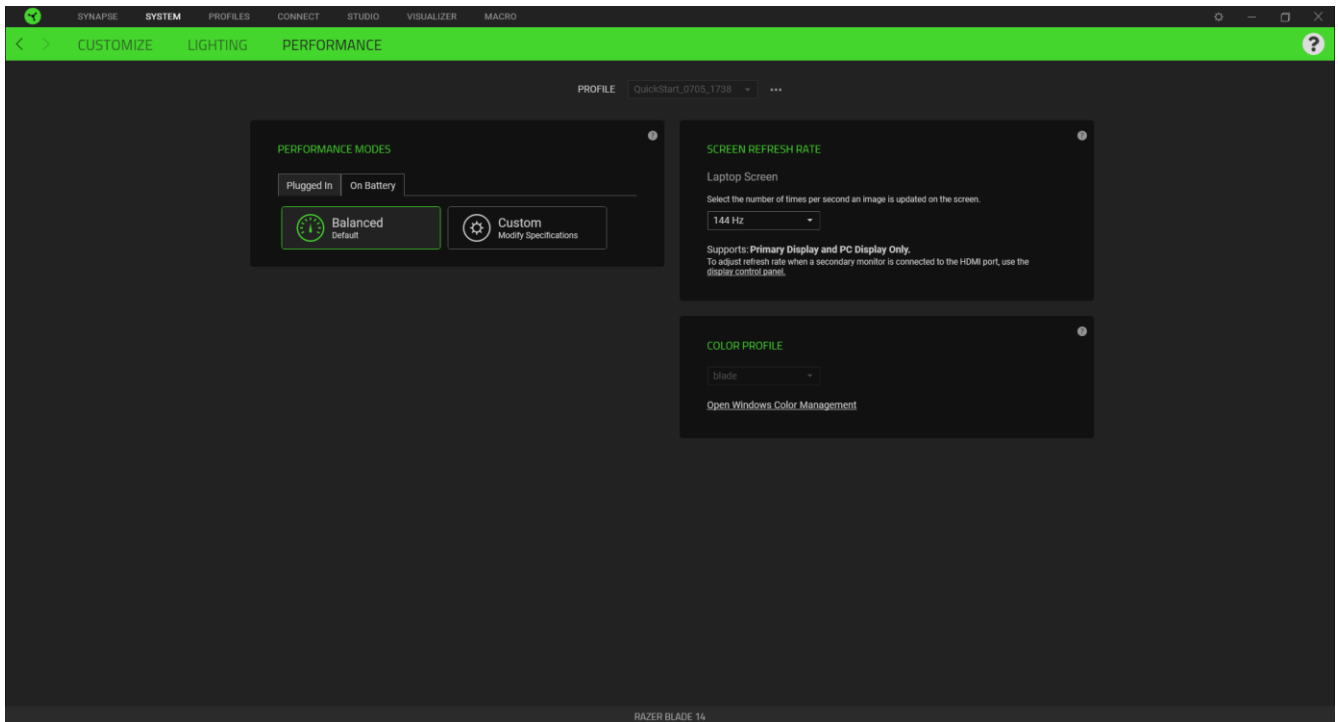 SYNAPSE SYSTEM PROFILES CONNECT STUDIO VISUALIZER MACRO
CUSTOMIZE LIGHTING PERFORMANCE ?
PROFILE QuickStart_0705_1738
PERFORMANCE MODES ?
Plugged In On Battery
Balanced
Default
Custom
Modify Specifications
SCREEN REFRESH RATE ?
Laptop Screen
Select the number of times per second an image is updated on the screen.
144 Hz
Supports: Primary Display and PC Display Only.
To adjust refresh rate when a secondary monitor is connected to the HDMI port, use the
display control panel.
COLOR PROFILE ?
blade
Open Windows Color Management
RAZER BLADE 14